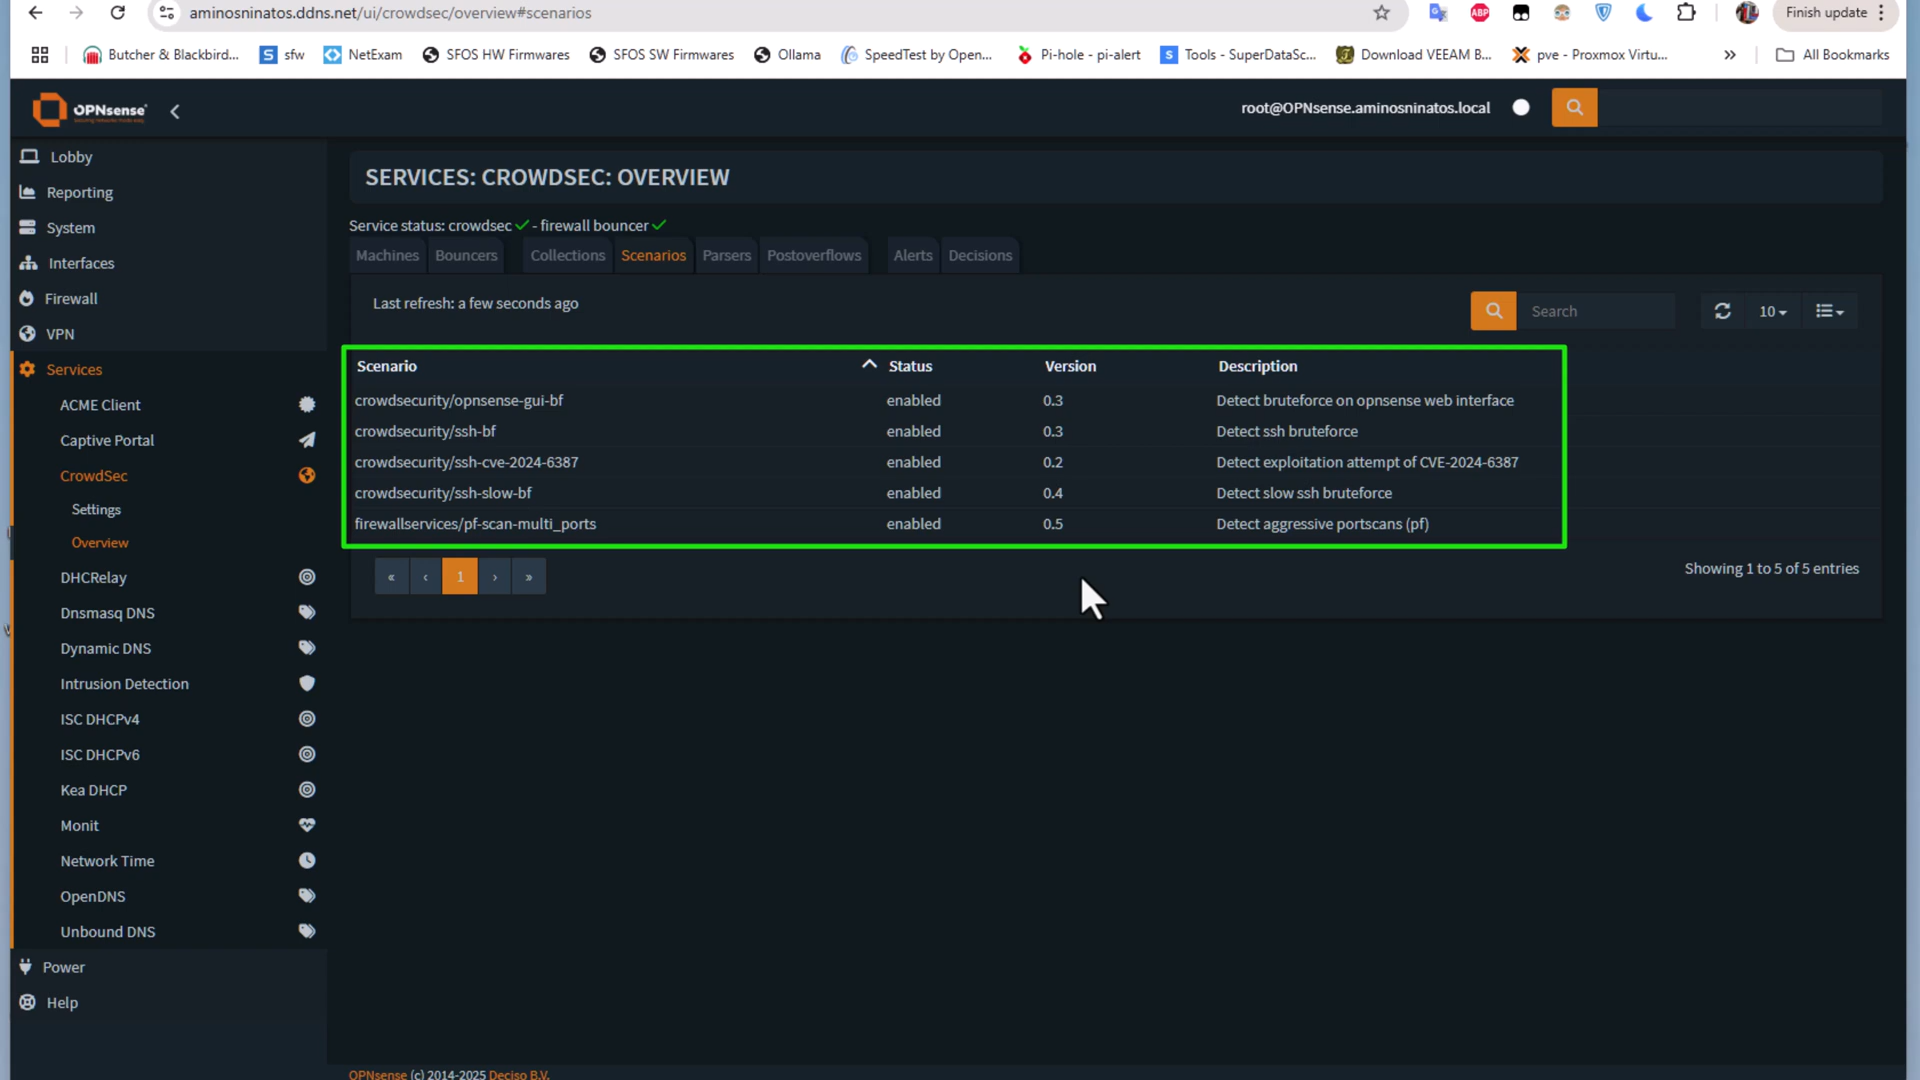 aminosninatos.ddns.net/ui/crowdsec/overview#scenarios
ABP
Finish update
Butcher & Blackbird...
S sfw
NetExam
SFOS HW Firmwares
SFOS SW Firmwares
Ollama
SpeedTest by Open...
Pi-hole - pi-alert
S Tools - SuperDataSc...
Download VEEAM B...
pve - Proxmox Virtu...
»
All Bookmarks
OPNsense
root@OPNsense.aminosninatos.local
Lobby
Reporting
System
Interfaces
Firewall
VPN
Services
ACME Client
Captive Portal
CrowdSec
Settings
Overview
DHCRelay
Dnsmasq DNS
Dynamic DNS
Intrusion Detection
ISC DHCPv4
ISC DHCPv6
Kea DHCP
Monit
Network Time
OpenDNS
Unbound DNS
Power
Help
SERVICES: CROWDSEC: OVERVIEW
Service status: crowdsec ✓ - firewall bouncer ✓
Machines Bouncers Collections Scenarios Parsers Postoverflows Alerts Decisions
Last refresh: a few seconds ago
Search
10
Scenario Status Version Description
crowdsecurity/opnsense-gui-bf enabled 0.3 Detect bruteforce on opnsense web interface
crowdsecurity/ssh-bf enabled 0.3 Detect ssh bruteforce
crowdsecurity/ssh-cve-2024-6387 enabled 0.2 Detect exploitation attempt of CVE-2024-6387
crowdsecurity/ssh-slow-bf enabled 0.4 Detect slow ssh bruteforce
firewallservices/pf-scan-multi_ports enabled 0.5 Detect aggressive portscans (pf)
« ‹ 1 › »
Showing 1 to 5 of 5 entries
OPNsense (c) 2014-2025 Deciso B.V.